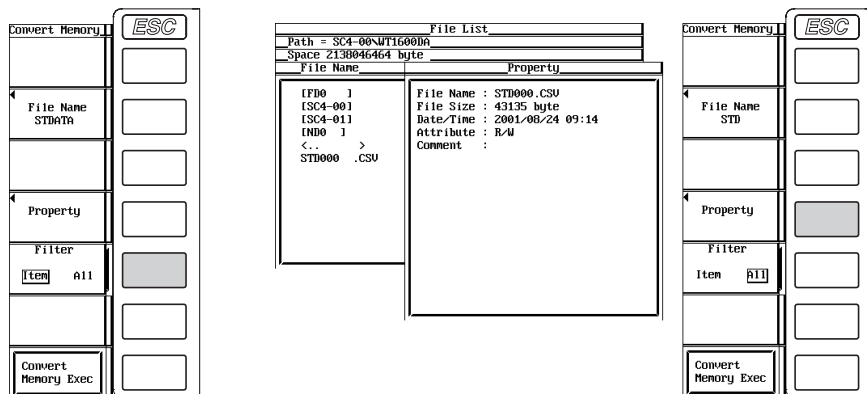 Convert Memory
ESC
File Name
STDATA
Property
Filter
Item All
Convert
Memory Exec
File List
Path = SC4-00\WT1600DA
Space 2138046464 byte
File Name
[FD0 ]
[SC4-00]
[SC4-01]
[ND0 ]
<.. >
STD000 .CSV
Property
File Name : STD000.CSV
File Size : 43135 byte
Date/Time : 2001/08/24 09:14
Attribute : R/W
Comment :
Convert Memory
ESC
File Name
STD
Property
Filter
Item All
Convert
Memory Exec